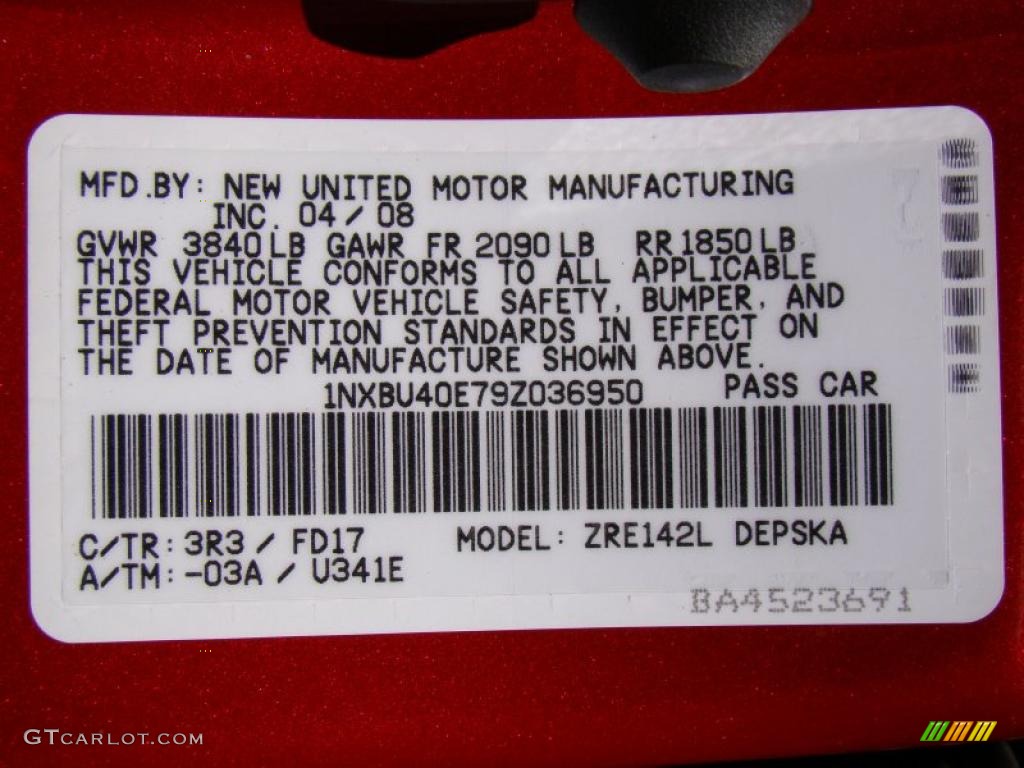 MFD.BY: NEW UNITED MOTOR MANUFACTURING
INC. 04/08
GVWR 3840LB GAWR FR 2090LB RR1850LB
THIS VEHICLE CONFORMS TO ALL APPLICABLE
FEDERAL MOTOR VEHICLE SAFETY, BUMPER, AND
THEFT PREVENTION STANDARDS IN EFFECT ON
THE DATE OF MANUFACTURE SHOWN ABOVE.
1NXBU40E79Z036950 PASS CAR
C/TR: 3R3 / FD17 MODEL: ZRE142L DEPSKA
A/TM: -03A / U341E
BA4523691
GTCARLOT.COM